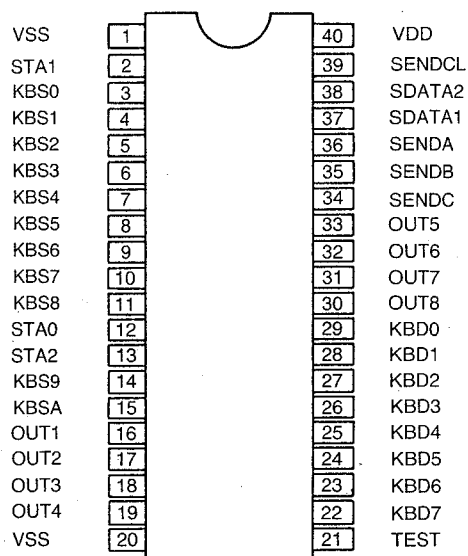 VSS 1 40 VDD
STA1 2 39 SENDCL
KBS0 3 38 SDATA2
KBS1 4 37 SDATA1
KBS2 5 36 SENDA
KBS3 6 35 SENDB
KBS4 7 34 SENDC
KBS5 8 33 OUT5
KBS6 9 32 OUT6
KBS7 10 31 OUT7
KBS8 11 30 OUT8
STA0 12 29 KBD0
STA2 13 28 KBD1
KBS9 14 27 KBD2
KBSA 15 26 KBD3
OUT1 16 25 KBD4
OUT2 17 24 KBD5
OUT3 18 23 KBD6
OUT4 19 22 KBD7
VSS 20 21 TEST